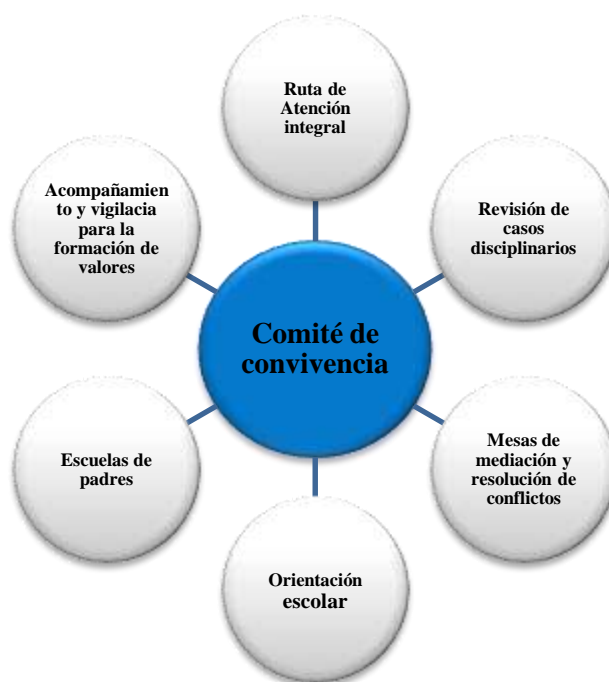 Ruta de
Atención
integral
Acompañamien
to y vigilacia
para la
formación de
valores
Revisión de
casos
disciplinarios
Comité de
convivencia
Escuelas de
padres
Mesas de
mediación y
resolución de
conflictos
Orientación
escolar